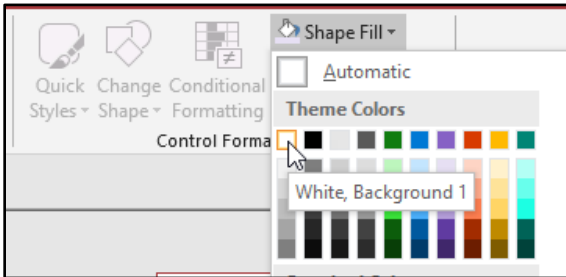 Shape Fill
Automatic
Quick Change Conditional
Styles Shape Formatting
Theme Colors
Control Forma
White, Background 1